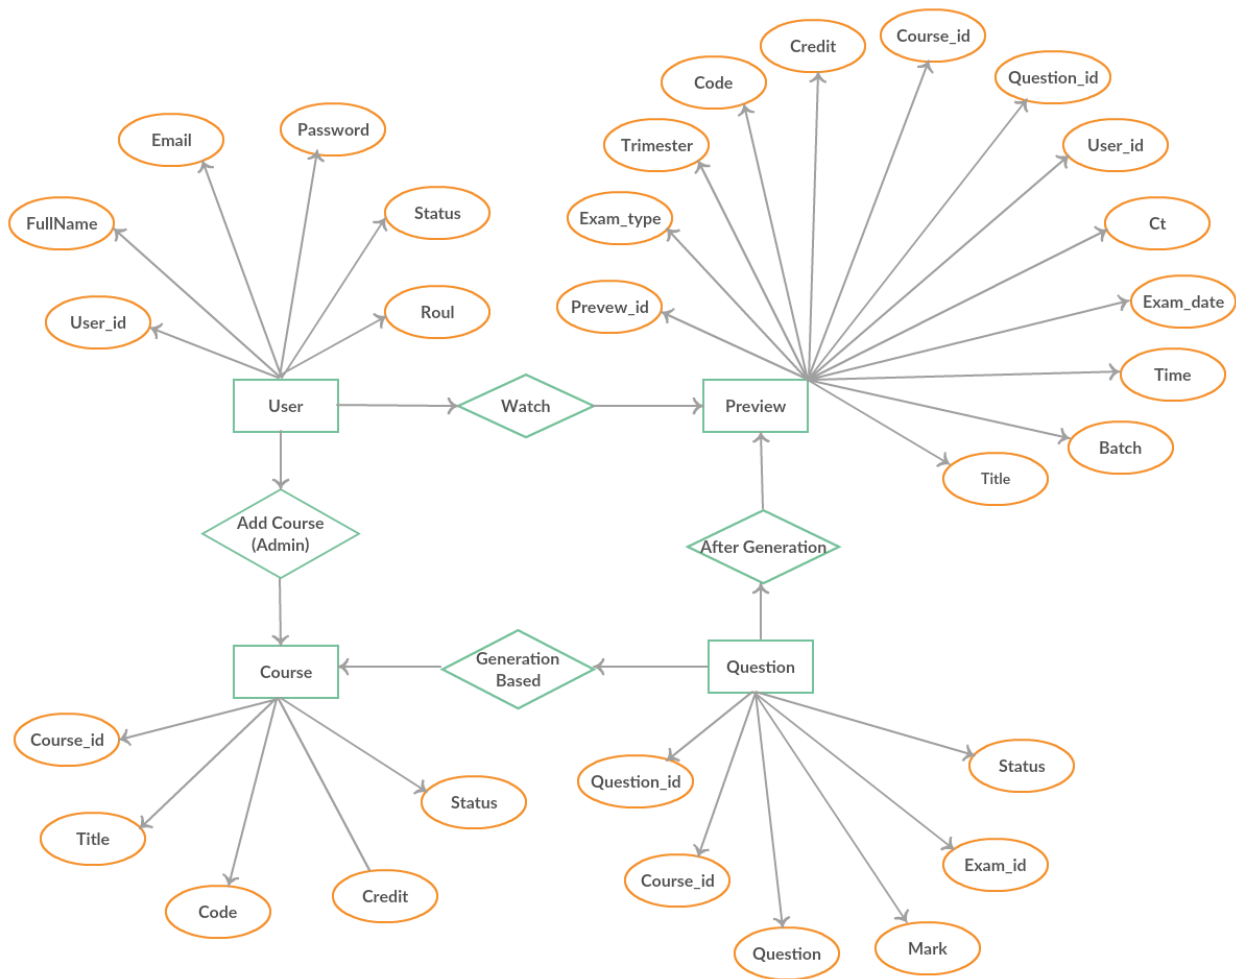 Course_id
Credit
Question_id
Code
Password
Email
Trimester
User_id
Status
FullName
Exam_type
Ct
Exam_date
Prevew_id
Roul
User_id
Time
User
Watch
Preview
Batch
Title
Add Course
(Admin)
After Generation
Generation
Based
Course
Question
Course_id
Status
Question_id
Status
Title
Exam_id
Course_id
Credit
Code
Mark
Question